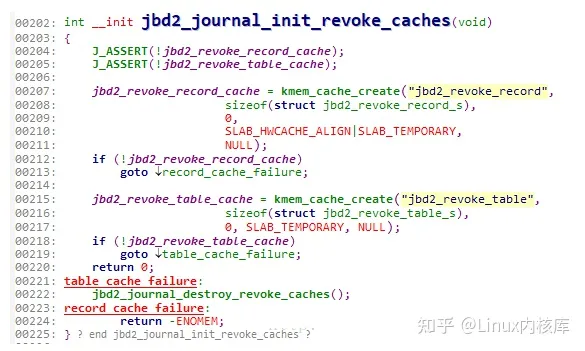 00202: int __init jbd2_journal_init_revoke_caches(void)
00203: {
00204:     J_ASSERT(!jbd2_revoke_record_cache);
00205:     J_ASSERT(!jbd2_revoke_table_cache);
00206:
00207:     jbd2_revoke_record_cache = kmem_cache_create("jbd2_revoke_record",
00208:                     sizeof(struct jbd2_revoke_record_s),
00209:                     0,
00210:                     SLAB_HWCACHE_ALIGN|SLAB_TEMPORARY,
00211:                     NULL);
00212:     if (!jbd2_revoke_record_cache)
00213:         goto ↓record_cache_failure;
00214:
00215:     jbd2_revoke_table_cache = kmem_cache_create("jbd2_revoke_table",
00216:                     sizeof(struct jbd2_revoke_table_s),
00217:                     0, SLAB_TEMPORARY, NULL);
00218:     if (!jbd2_revoke_table_cache)
00219:         goto ↓table_cache_failure;
00220:     return 0;
00221: table_cache_failure:
00222:     jbd2_journal_destroy_revoke_caches();
00223: record_cache_failure:
00224:         return -ENOMEM;
00225: } ? end jbd2_journal_init_revoke_caches ?
知乎 @Linux内核库